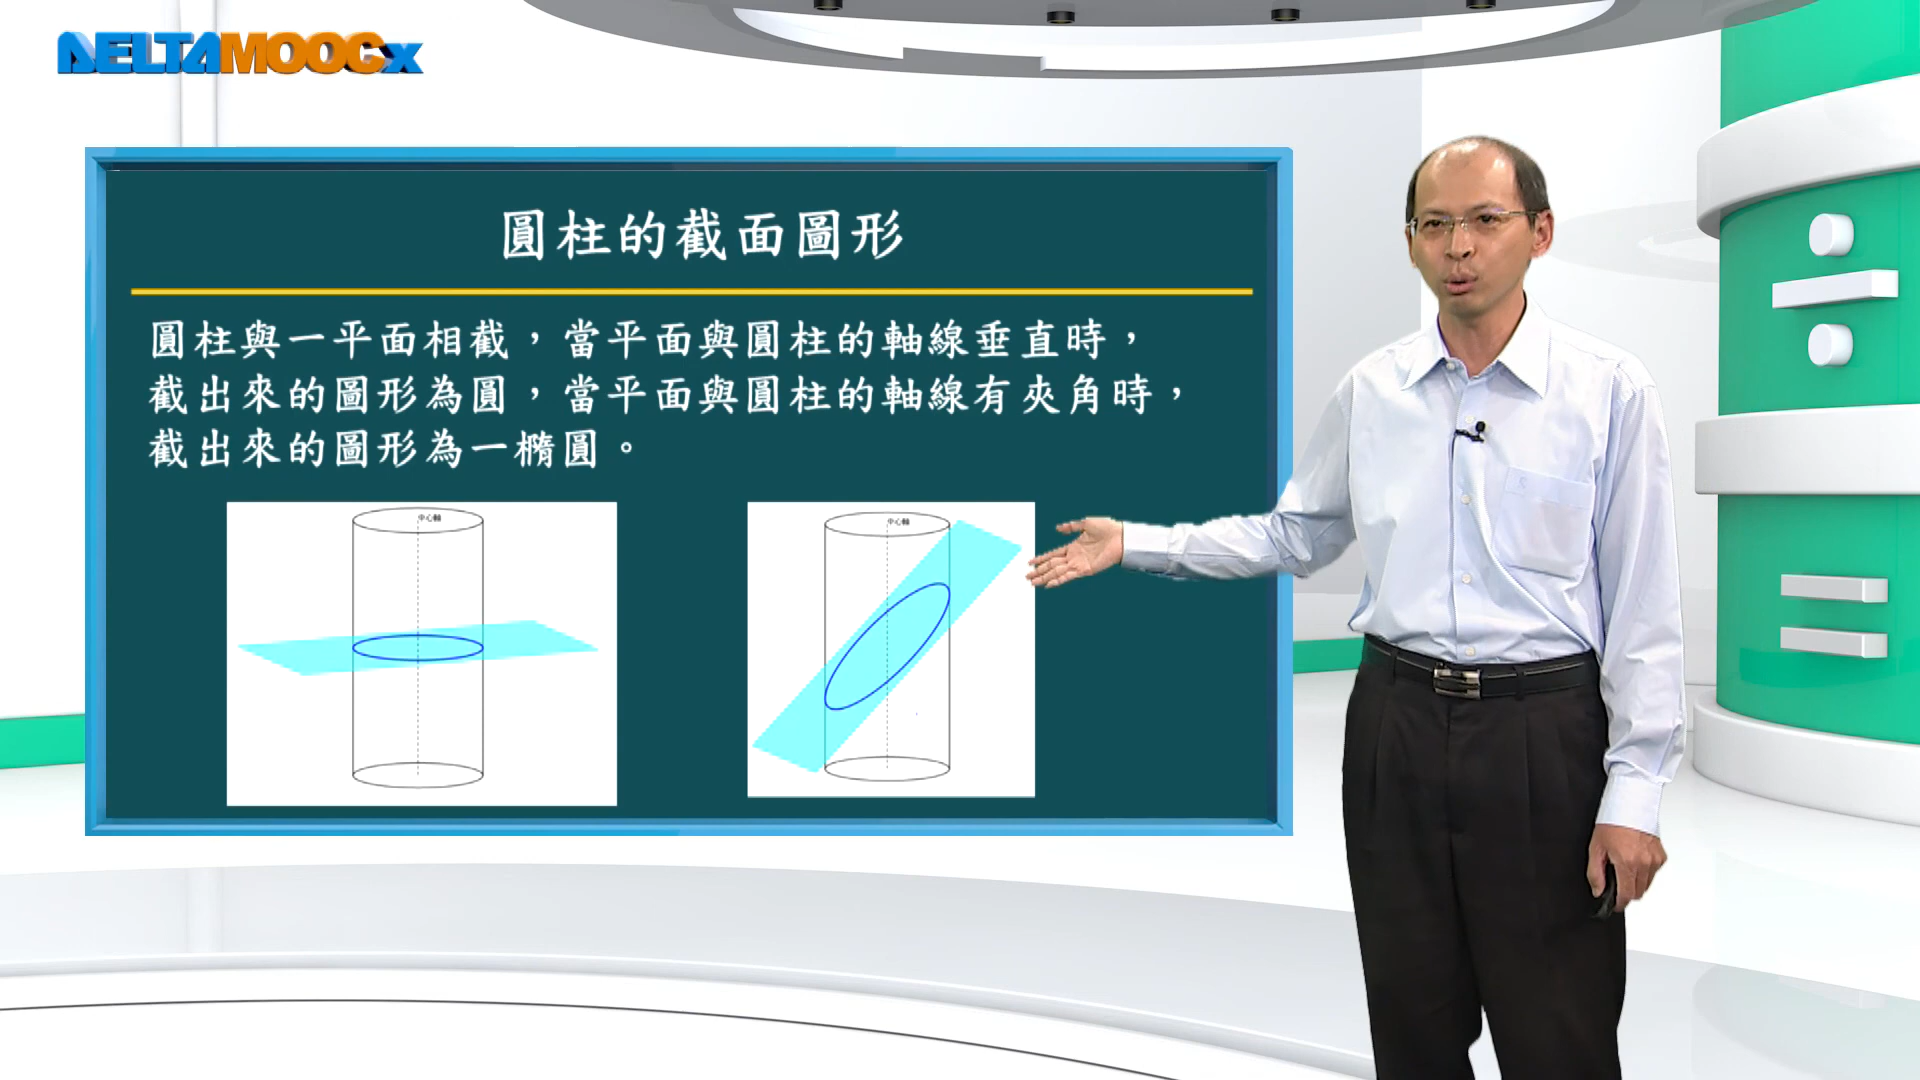 DELTAMOOCx
圓柱的截面圖形
圓柱與一平面相截，當平面與圓柱的軸線垂直時，
截出來的圖形為圓，當平面與圓柱的軸線有夾角時，
截出來的圖形為一橢圓。
中心軸
中心軸